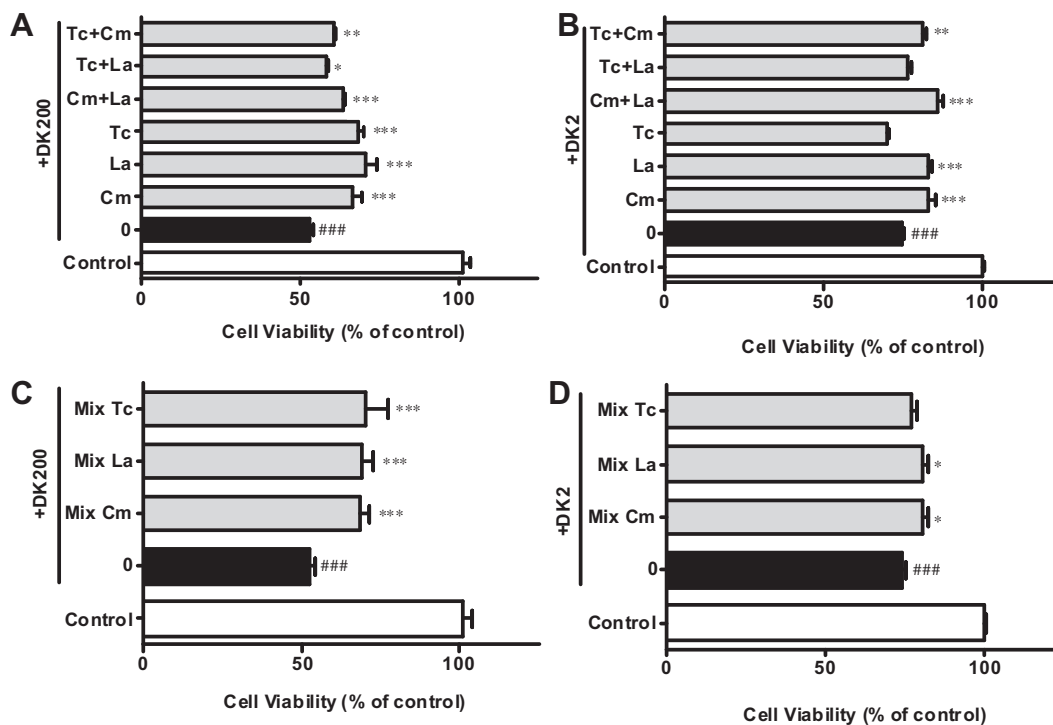 A
+DK200
Tc+Cm **
Tc+La *
Cm+La ***
Tc ***
La ***
Cm ***
0 ###
Control
0 50 100
Cell Viability (% of control)
B
+DK2
Tc+Cm **
Tc+La
Cm+La ***
Tc
La ***
Cm ***
0 ###
Control
0 50 100
Cell Viability (% of control)
C
+DK200
Mix Tc ***
Mix La ***
Mix Cm ***
0 ###
Control
0 50 100
Cell Viability (% of control)
D
+DK2
Mix Tc
Mix La *
Mix Cm *
0 ###
Control
0 50 100
Cell Viability (% of control)